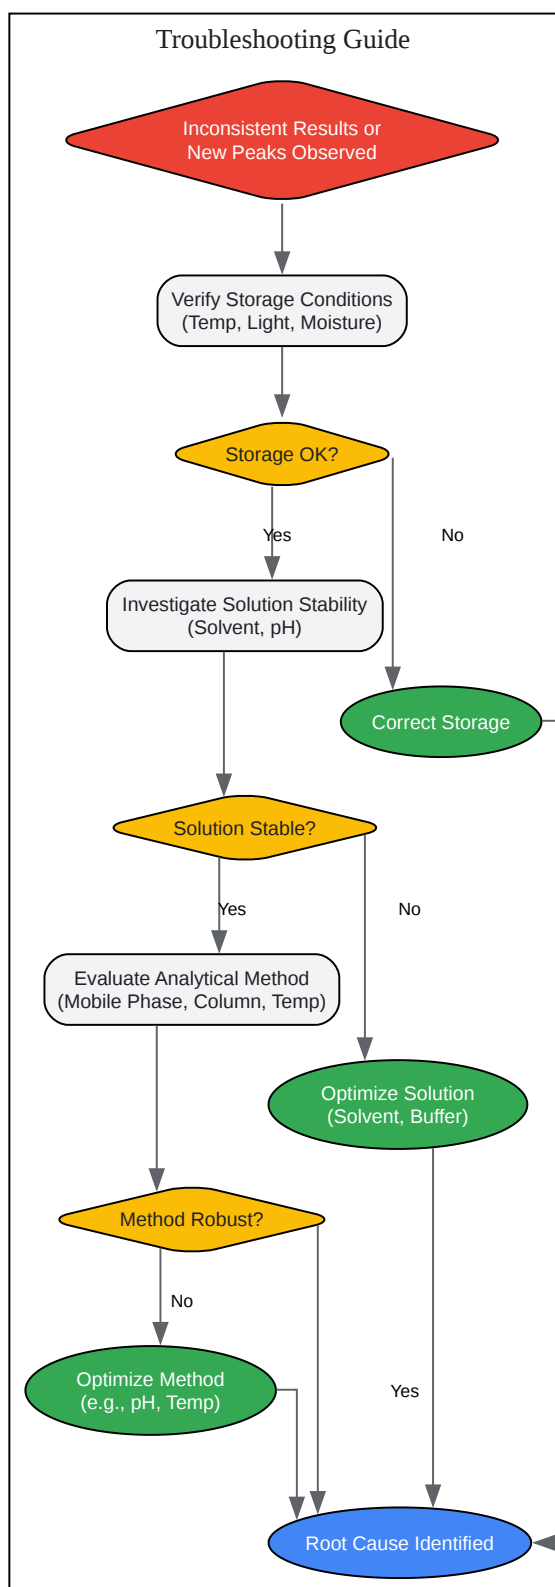 Troubleshooting Guide
Inconsistent Results or
New Peaks Observed
Verify Storage Conditions
(Temp, Light, Moisture)
Storage OK?
Yes
No
Investigate Solution Stability
(Solvent, pH)
Correct Storage
Solution Stable?
Yes
No
Evaluate Analytical Method
(Mobile Phase, Column, Temp)
Optimize Solution
(Solvent, Buffer)
Method Robust?
No
Optimize Method
(e.g., pH, Temp)
Yes
Root Cause Identified